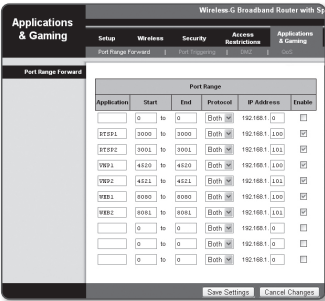 Wireless-G Broadband Router with Sp
Applications
& Gaming
Setup Wireless Security Access Restrictions Applications & Gaming
Port Range Forward | Port Triggering | DMZ | QoS
Port Range Forward
Port Range
Application Start End Protocol IP Address Enable
0 to 0 Both 192.168.1. 0
RTSP1 3000 to 3000 Both 192.168.1. 100
RTSP2 3001 to 3001 Both 192.168.1. 101
VNP1 4520 to 4520 Both 192.168.1. 100
VNP2 4521 to 4521 Both 192.168.1. 101
WEB1 8080 to 8080 Both 192.168.1. 100
WEB2 8081 to 8081 Both 192.168.1. 101
0 to 0 Both 192.168.1. 0
0 to 0 Both 192.168.1. 0
0 to 0 Both 192.168.1. 0
Save Settings Cancel Changes